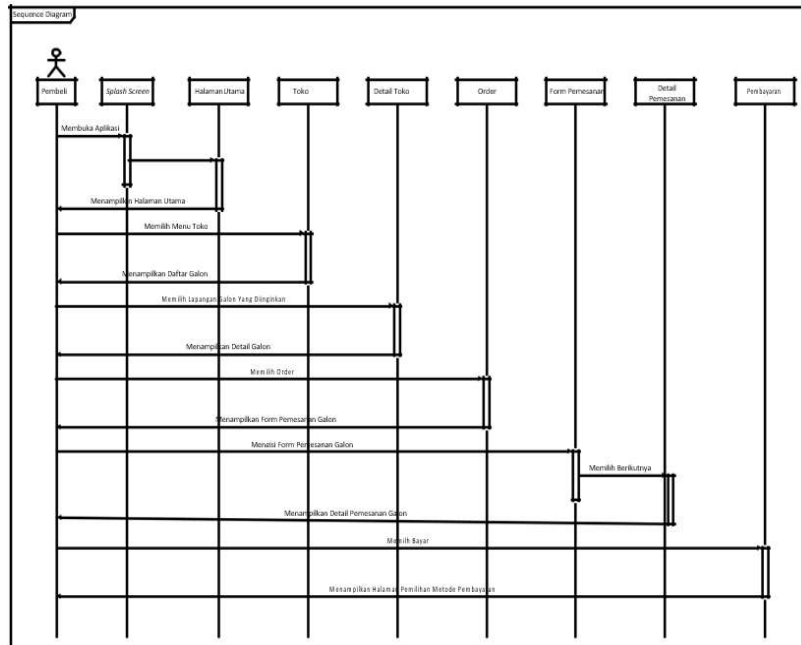 Sequence Diagram
Pembeli
Splash Screen
Halaman Utama
Toko
Detail Toko
Order
Form Pemesanan
Detail
Pemesanan
Pembayaran
Membuka Aplikasi
Menampilkan Halaman Utama
Memilih Menu Toko
Menampilkan Daftar Galon
Memilih Lapangan Galon Yang Diinginkan
Menampilkan Detail Galon
Memilih Order
Menampilkan Form Pemesanan Galon
Mengisi Form Pemesanan Galon
Memilih Berikutnya
Menampilkan Detail Pemesanan Galon
Memilh Bayar
Menampilkan Halaman Pemilihan Metode Pembayaran